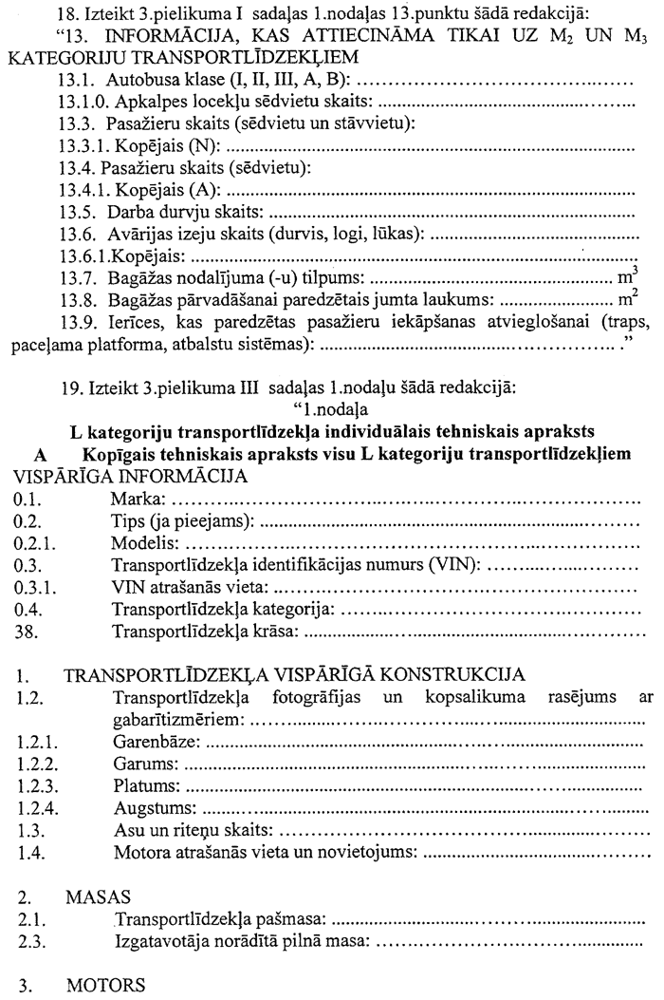 18. Izteikt 3.pielikuma I sadaļas 1.nodaļas 13.punktu šādā redakcijā:
“13. INFORMĀCIJA, KAS ATTIECINĀMA TIKAI UZ M₂ UN M₃
KATEGORIJU TRANSPORTLĪDZEKĻIEM
13.1. Autobusa klase (I, II, III, A, B): ......................................................
13.1.0. Apkalpes locekļu sēdvietu skaits: ..................................................
13.3. Pasažieru skaits (sēdvietu un stāvvietu):
13.3.1. Kopējais (N): ................................................................................
13.4. Pasažieru skaits (sēdvietu):
13.4.1. Kopējais (A): ................................................................................
13.5. Darba durvju skaits: .......................................................................
13.6. Avārijas izeju skaits (durvis, logi, lūkas): ........................................
13.6.1.Kopējais: ........................................................................................
13.7. Bagāžas nodalījuma (-u) tilpums: ................................................ m³
13.8. Bagāžas pārvadāšanai paredzētais jumta laukums: ....................... m²
13.9. Ierīces, kas paredzētas pasažieru iekāpšanas atvieglošanai (traps,
paceļama platforma, atbalstu sistēmas): ......................................................... .”
19. Izteikt 3.pielikuma III sadaļas 1.nodaļu šādā redakcijā:
“1.nodaļa
L kategoriju transportlīdzekļa individuālais tehniskais apraksts
A Kopīgais tehniskais apraksts visu L kategoriju transportlīdzekļiem
VISPĀRĪGA INFORMĀCIJA
0.1. Marka: ............................................................................................
0.2. Tips (ja pieejams): ...........................................................................
0.2.1. Modelis: .........................................................................................
0.3. Transportlīdzekļa identifikācijas numurs (VIN): ..............................
0.3.1. VIN atrašanās vieta: ........................................................................
0.4. Transportlīdzekļa kategorija: ...........................................................
38. Transportlīdzekļa krāsa: ..................................................................
1. TRANSPORTLĪDZEKĻA VISPĀRĪGĀ KONSTRUKCIJA
1.2. Transportlīdzekļa fotogrāfijas un kopsalikuma rasējums ar
gabarītizmēriem: ..............................................................................
1.2.1. Garenbāze: ......................................................................................
1.2.2. Garums: ..........................................................................................
1.2.3. Platums: ..........................................................................................
1.2.4. Augstums: .......................................................................................
1.3. Asu un riteņu skaits: ........................................................................
1.4. Motora atrašanās vieta un novietojums: ...........................................
2. MASAS
2.1. Transportlīdzekļa pašmasa: .............................................................
2.3. Izgatavotāja norādītā pilnā masa: ....................................................
3. MOTORS